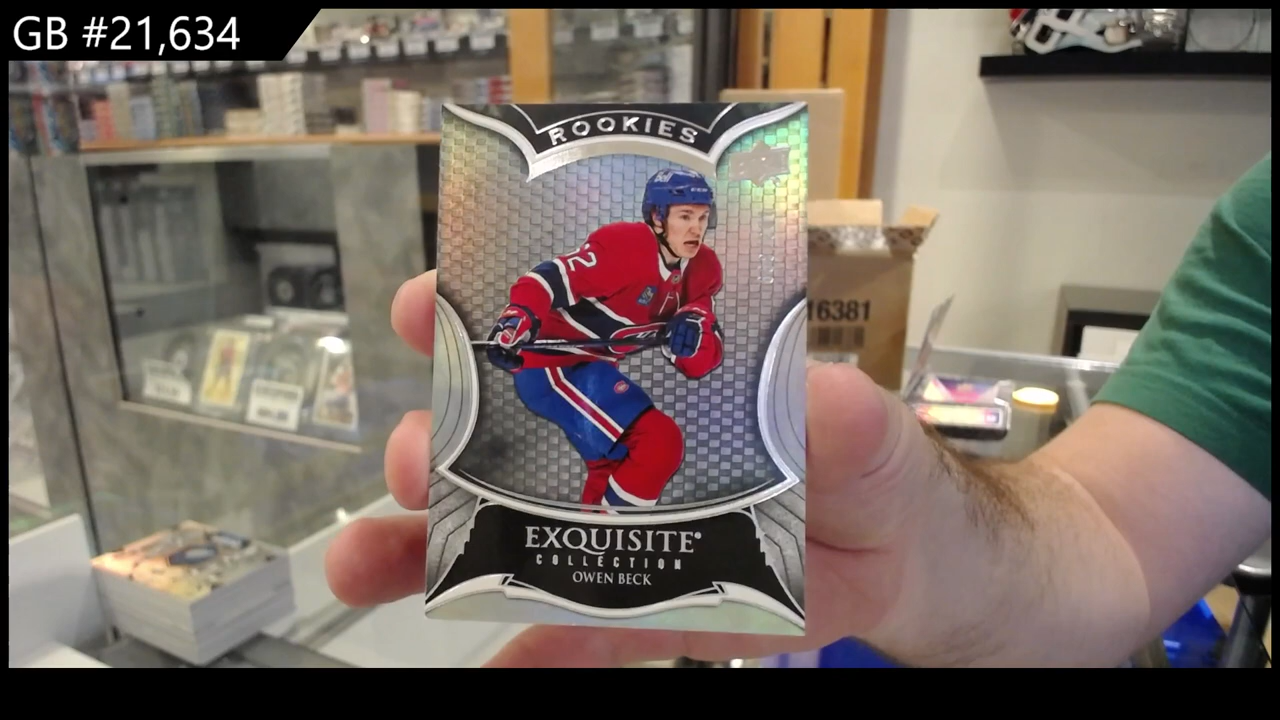 GB #21,634
ROOKIES
EXQUISITE
COLLECTION
OWEN BECK
16381